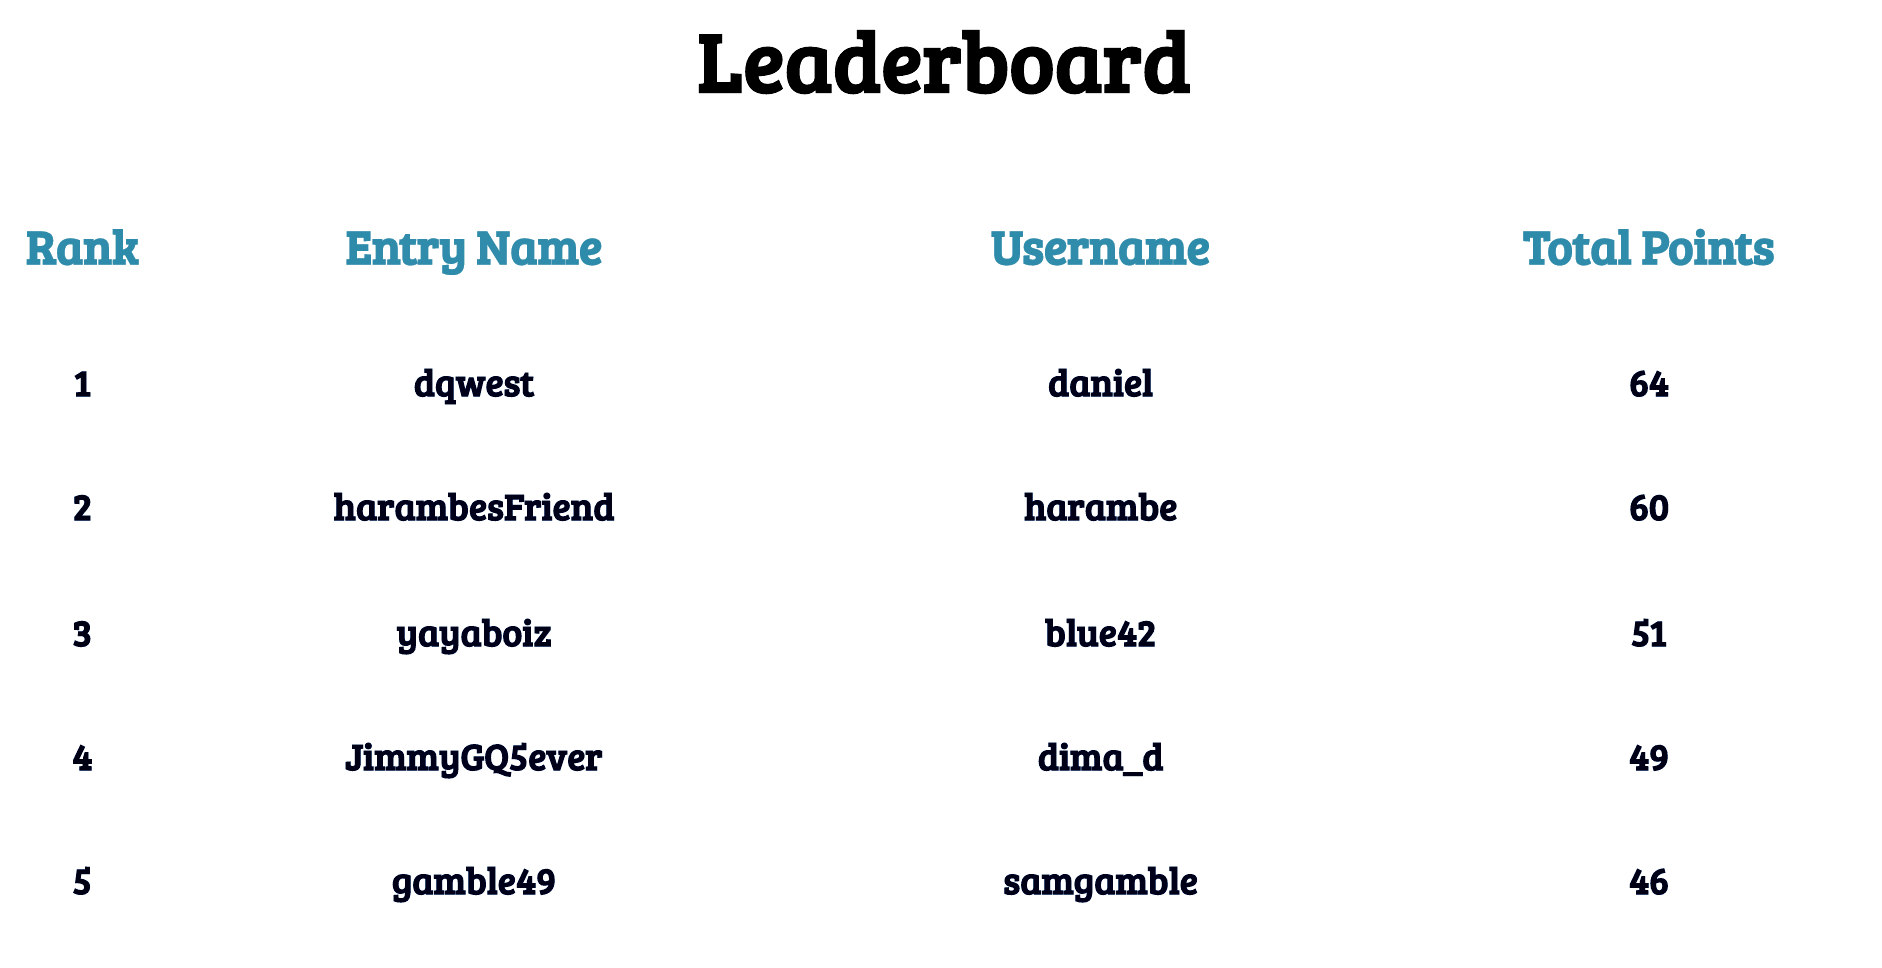 Leaderboard
Rank Entry Name Username Total Points
1 dqwest daniel 64
2 harambesFriend harambe 60
3 yayaboiz blue42 51
4 JimmyGQ5ever dima_d 49
5 gamble49 samgamble 46